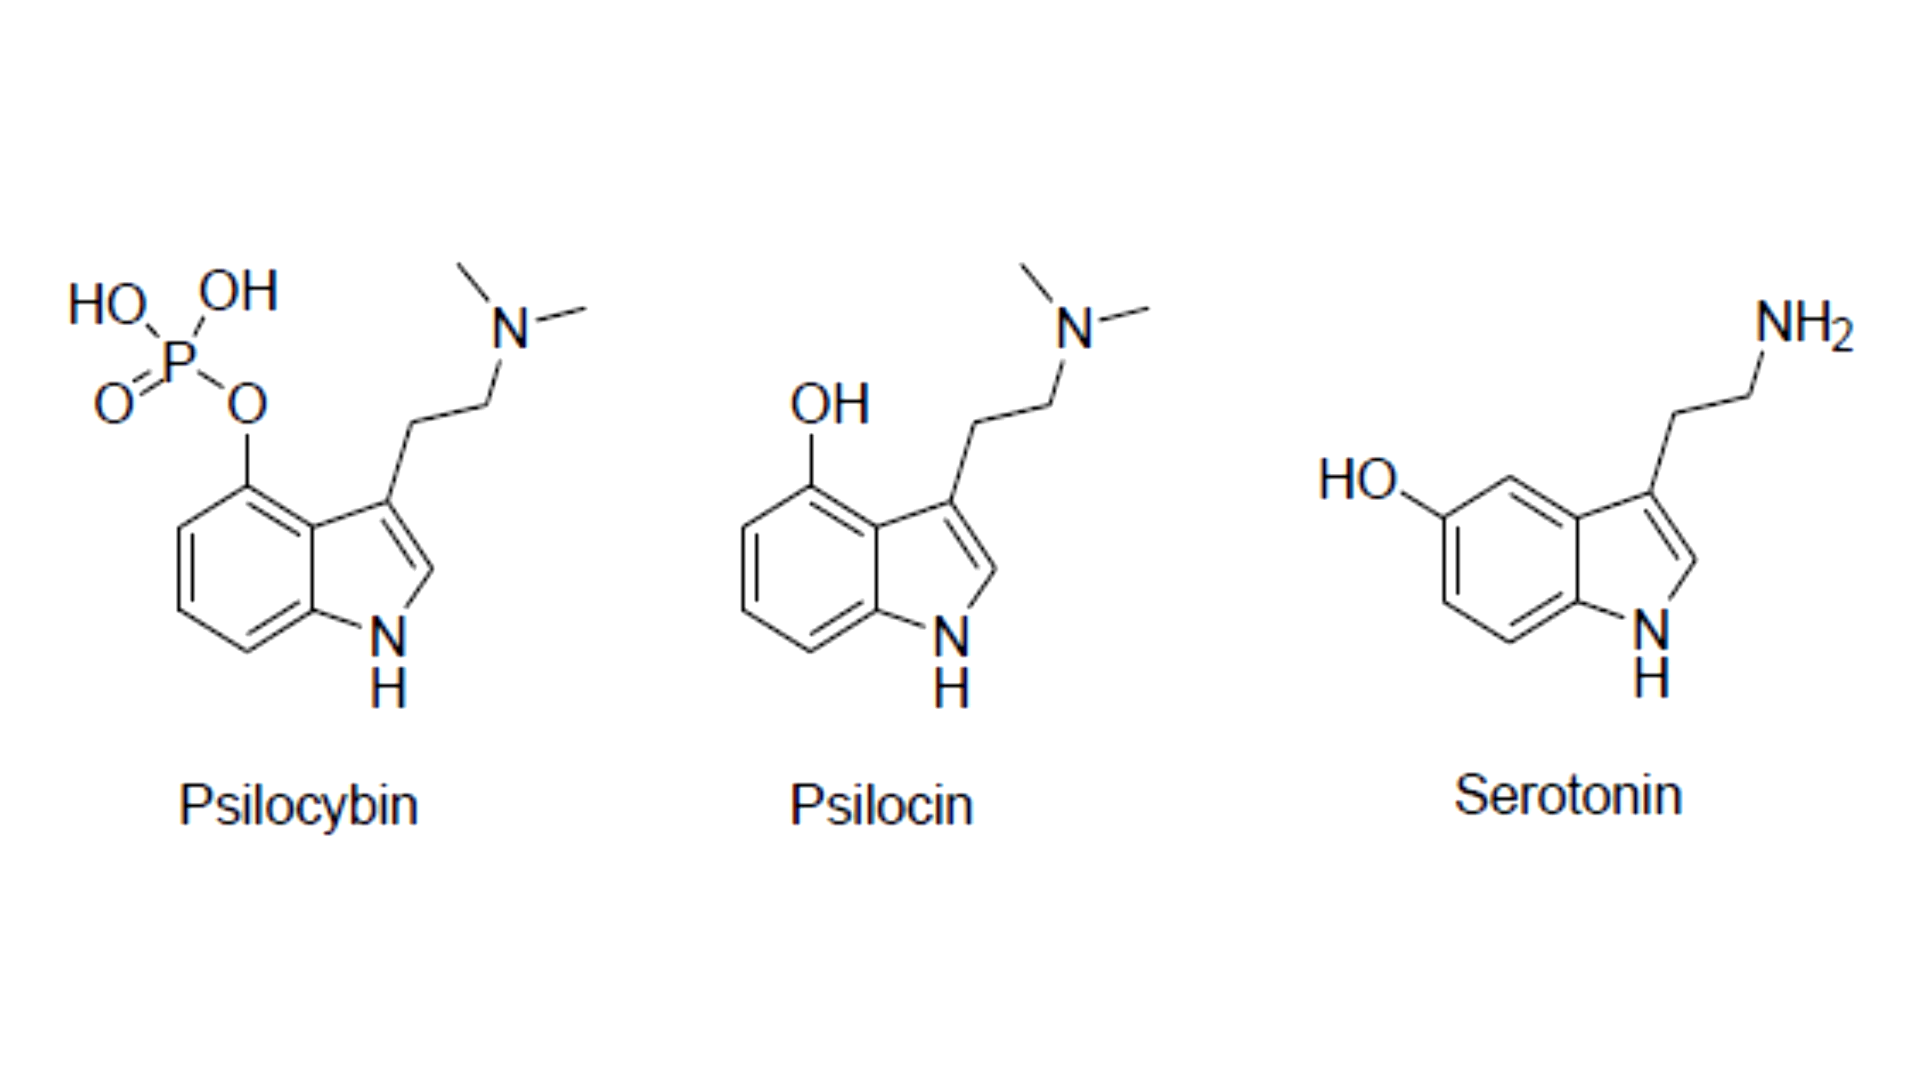 HO OH
P
O O
N
N
H
Psilocybin
OH
N
N
H
Psilocin
HO
NH2
N
H
Serotonin